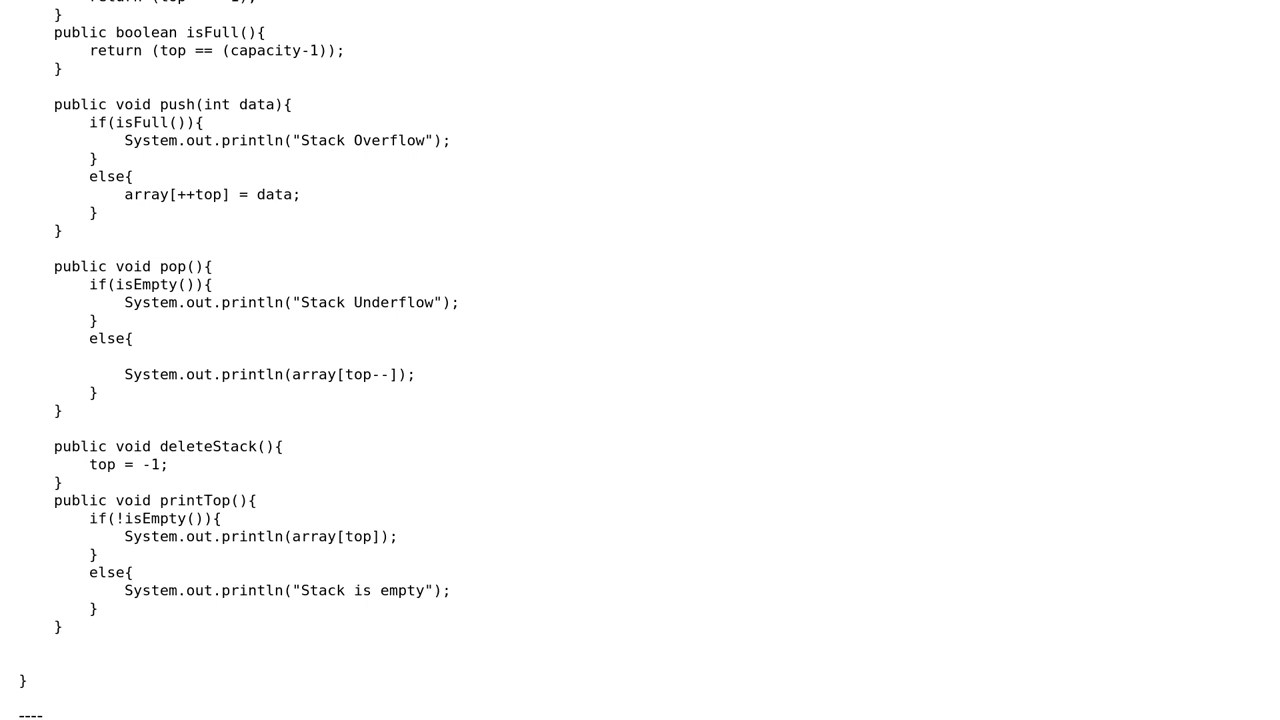 }
    public boolean isFull(){
        return (top == (capacity-1));
    }

    public void push(int data){
        if(isFull()){
            System.out.println("Stack Overflow");
        }
        else{
            array[++top] = data;
        }
    }

    public void pop(){
        if(isEmpty()){
            System.out.println("Stack Underflow");
        }
        else{

            System.out.println(array[top--]);
        }
    }

    public void deleteStack(){
        top = -1;
    }
    public void printTop(){
        if(!isEmpty()){
            System.out.println(array[top]);
        }
        else{
            System.out.println("Stack is empty");
        }
    }


}

----